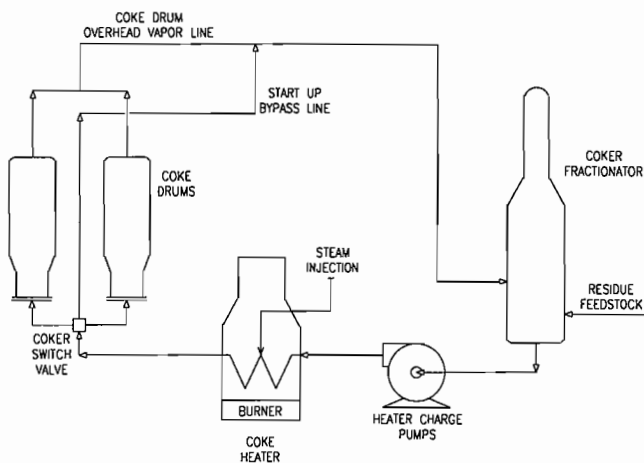 COKE DRUM
OVERHEAD VAPOR LINE
START UP
BYPASS LINE
COKER
FRACTIONATOR
COKE
DRUMS
STEAM
INJECTION
RESIDUE
FEEDSTOCK
COKER
SWITCH
VALVE
BURNER
HEATER CHARGE
PUMPS
COKE
HEATER